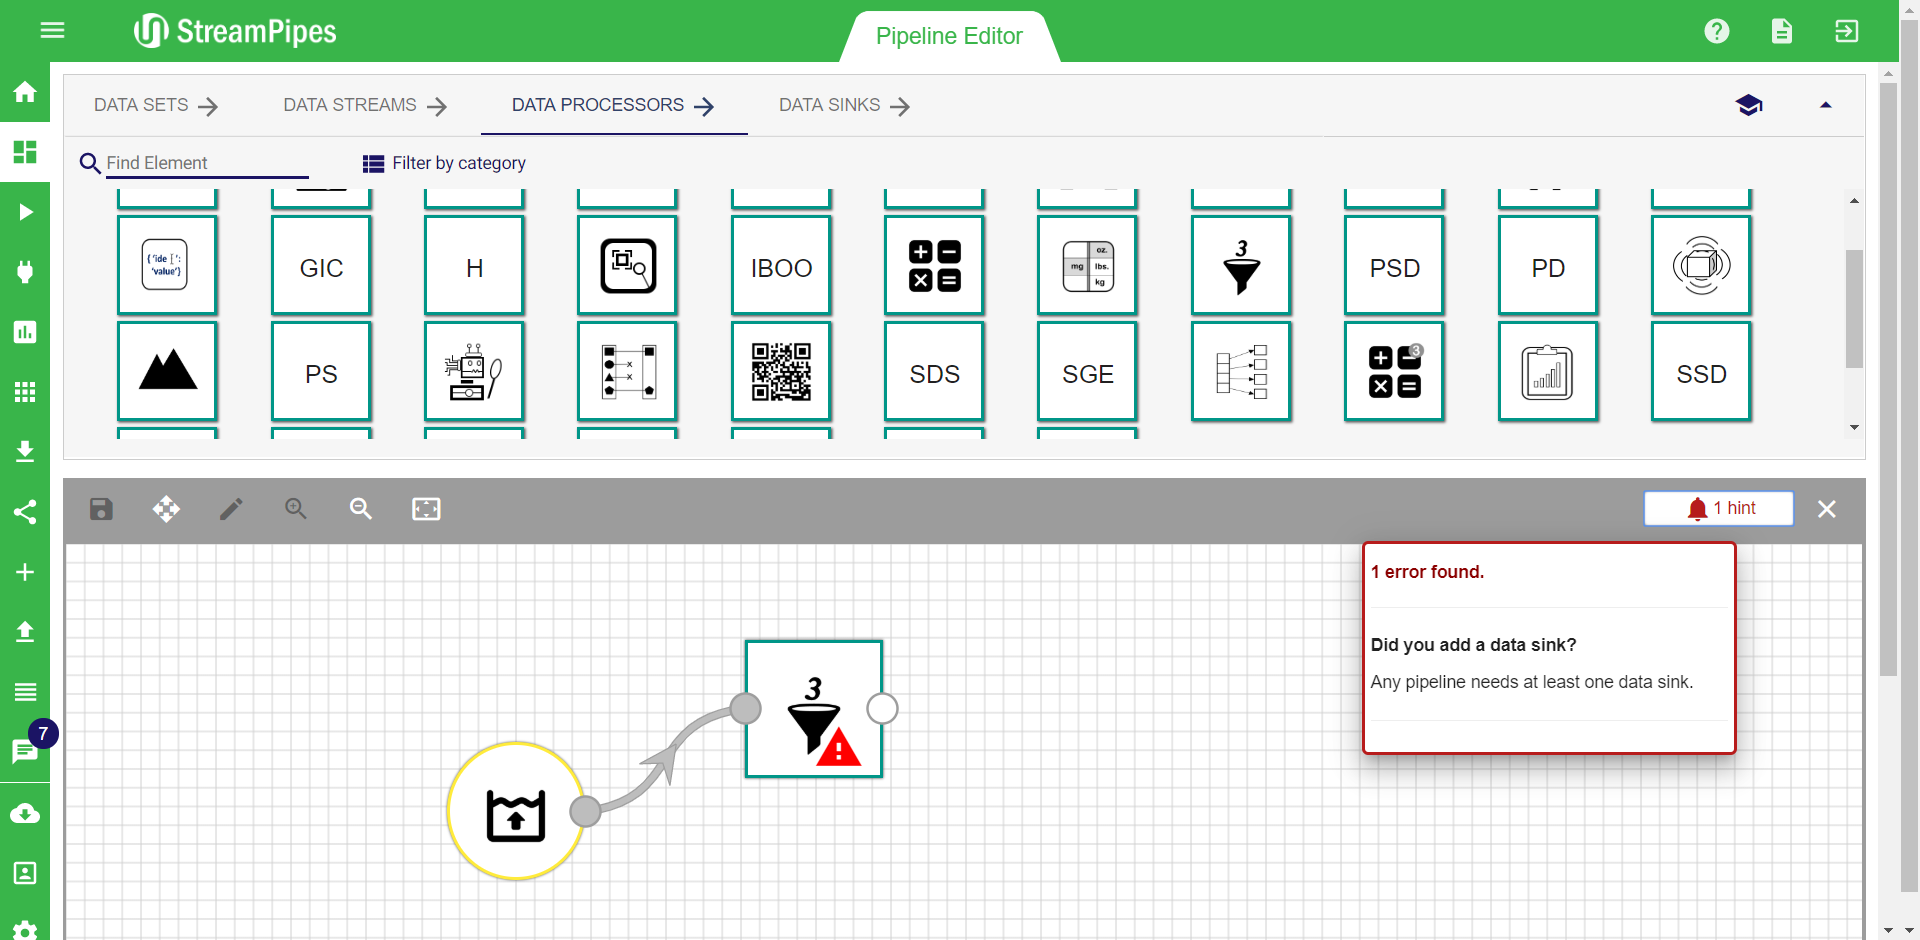 StreamPipes
Pipeline Editor
DATA SETS
DATA STREAMS
DATA PROCESSORS
DATA SINKS
Find Element
Filter by category
{'ide ['':
'value'}
GIC
H
IBOO
oz.
mg
lbs.
kg
3
PSD
PD
PS
SDS
SGE
3
SSD
1 hint
1 error found.
Did you add a data sink?
Any pipeline needs at least one data sink.
3
7